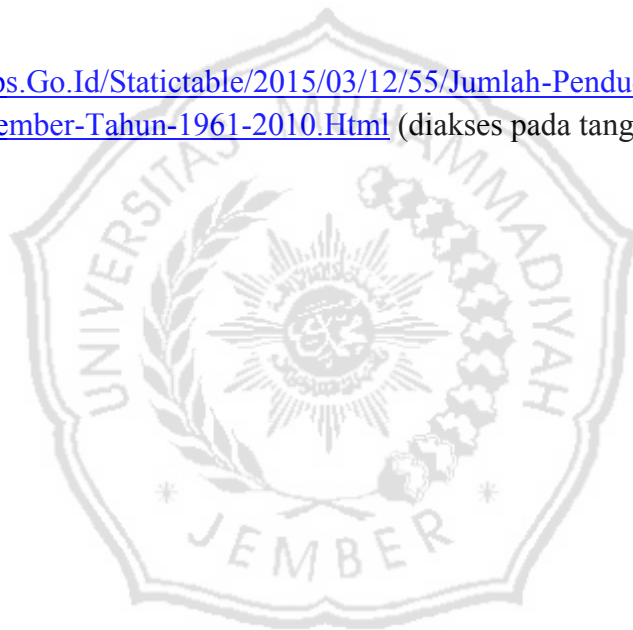 ps.Go.Id/Statictable/2015/03/12/55/Jumlah-Pendu
ember-Tahun-1961-2010.Html (diakses pada tang
UNIVERSITAS MUHAMMADIYAH
JEMBER